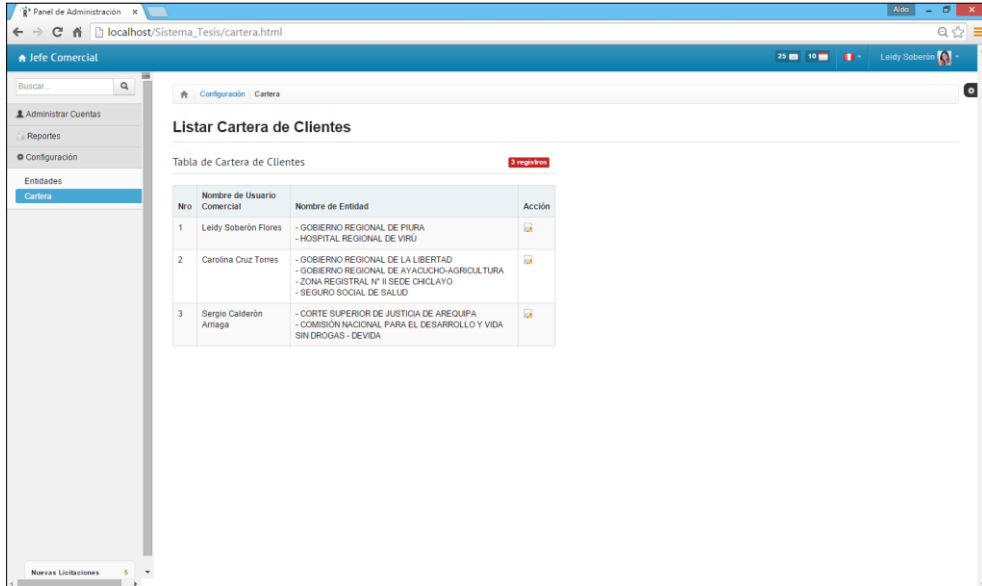 Panel de Administración
Aldo
localhost/Sistema_Tesis/cartera.html
Jefe Comercial
25
10
Leidy Soberón
Buscar...
Configuración
Cartera
Administrar Cuentas
Reportes
Configuración
Entidades
Cartera
Listar Cartera de Clientes
Tabla de Cartera de Clientes
3 registros
Nro
Nombre de Usuario
Comercial
Nombre de Entidad
Acción
1
Leidy Soberón Flores
- GOBIERNO REGIONAL DE PIURA
- HOSPITAL REGIONAL DE VIRÚ
2
Carolina Cruz Torres
- GOBIERNO REGIONAL DE LA LIBERTAD
- GOBIERNO REGIONAL DE AYACUCHO-AGRICULTURA
- ZONA REGISTRAL N° II SEDE CHICLAYO
- SEGURO SOCIAL DE SALUD
3
Sergio Calderón
Arriaga
- CORTE SUPERIOR DE JUSTICIA DE AREQUIPA
- COMISIÓN NACIONAL PARA EL DESARROLLO Y VIDA
SIN DROGAS - DEVIDA
Nuevas Licitaciones
5